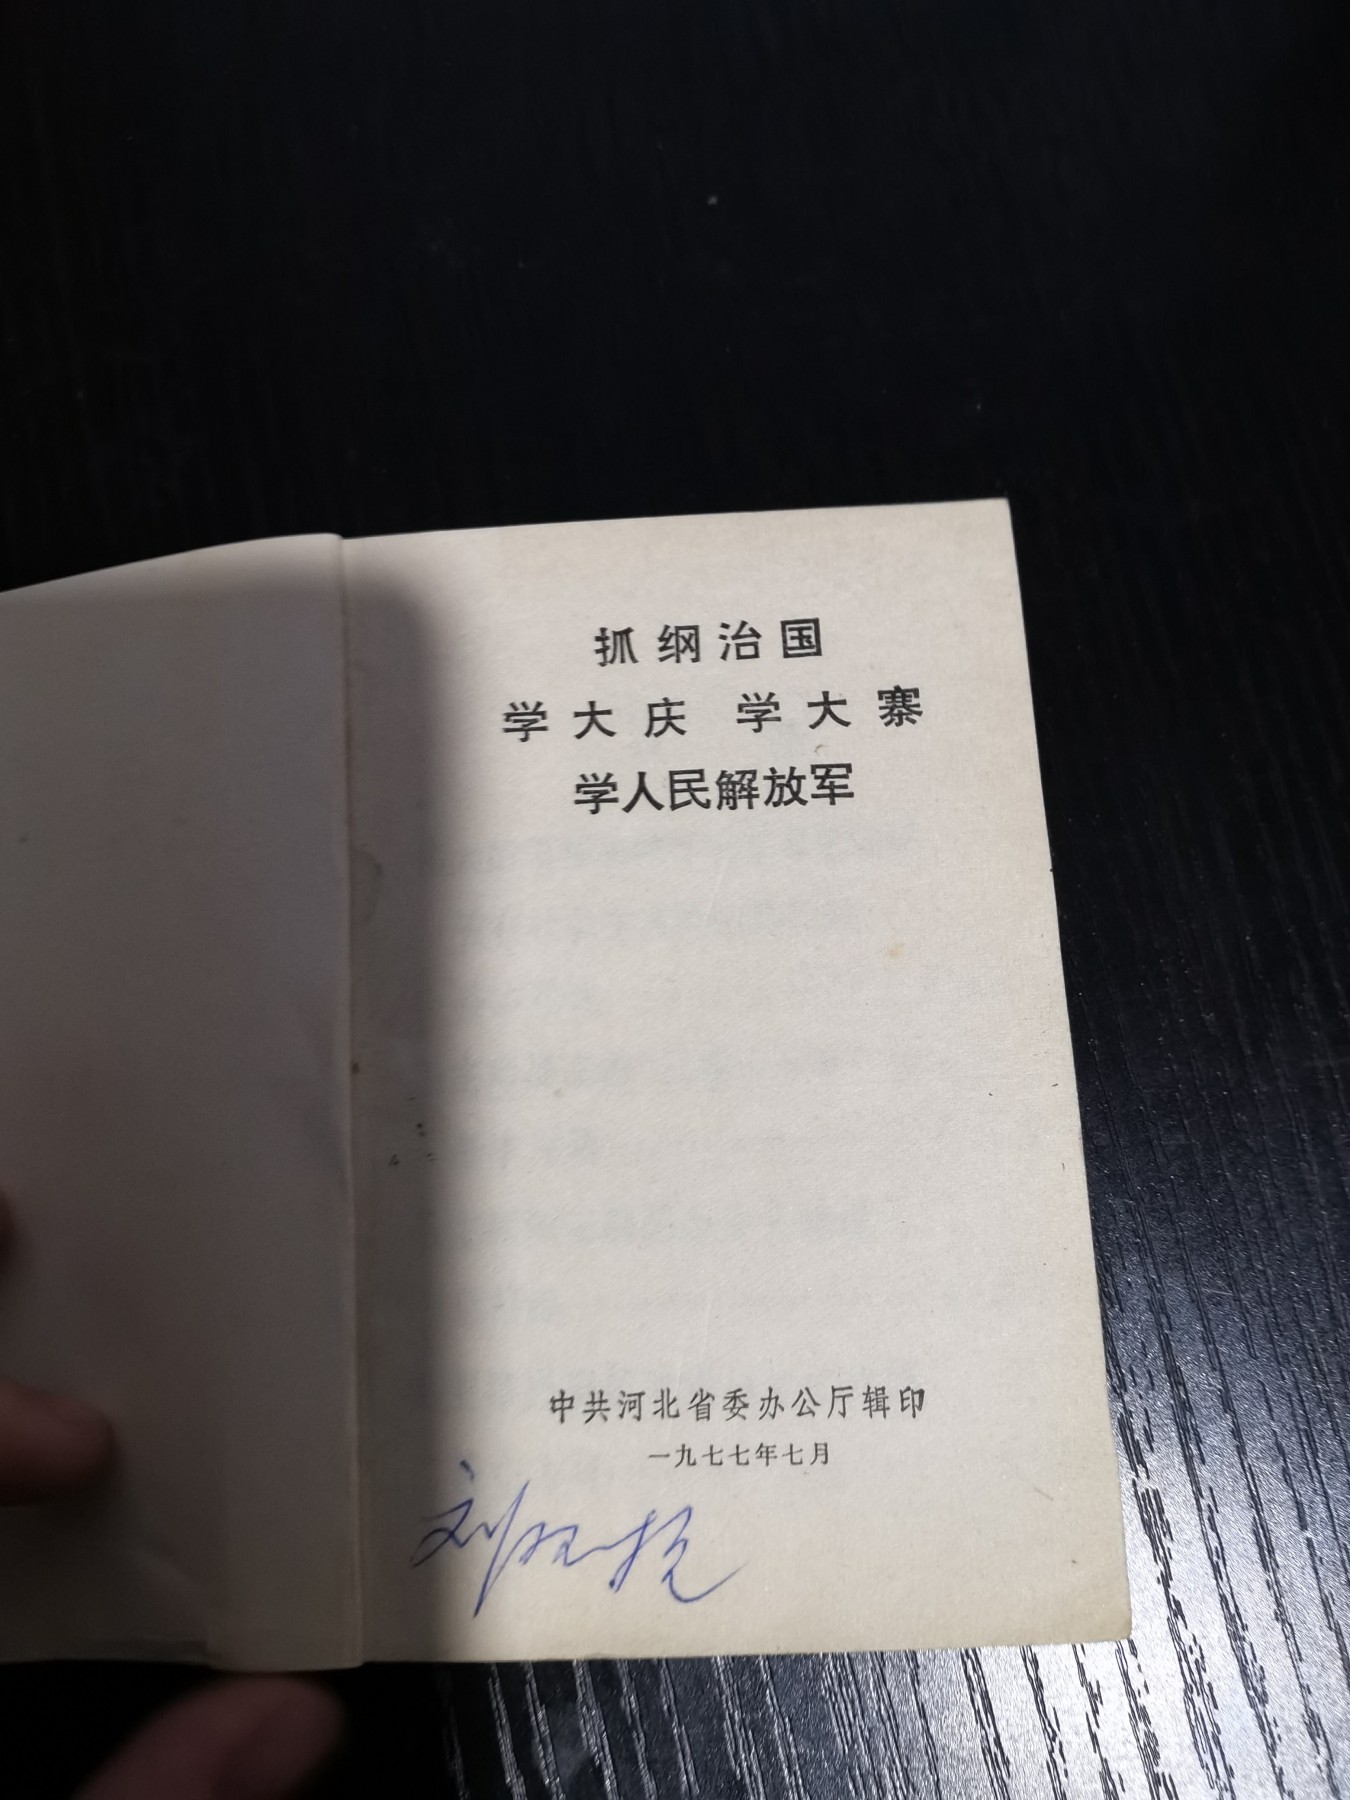 抓纲治国
学大庆 学大寨
学人民解放军
中共河北省委办公厅辑印
一九七七年七月